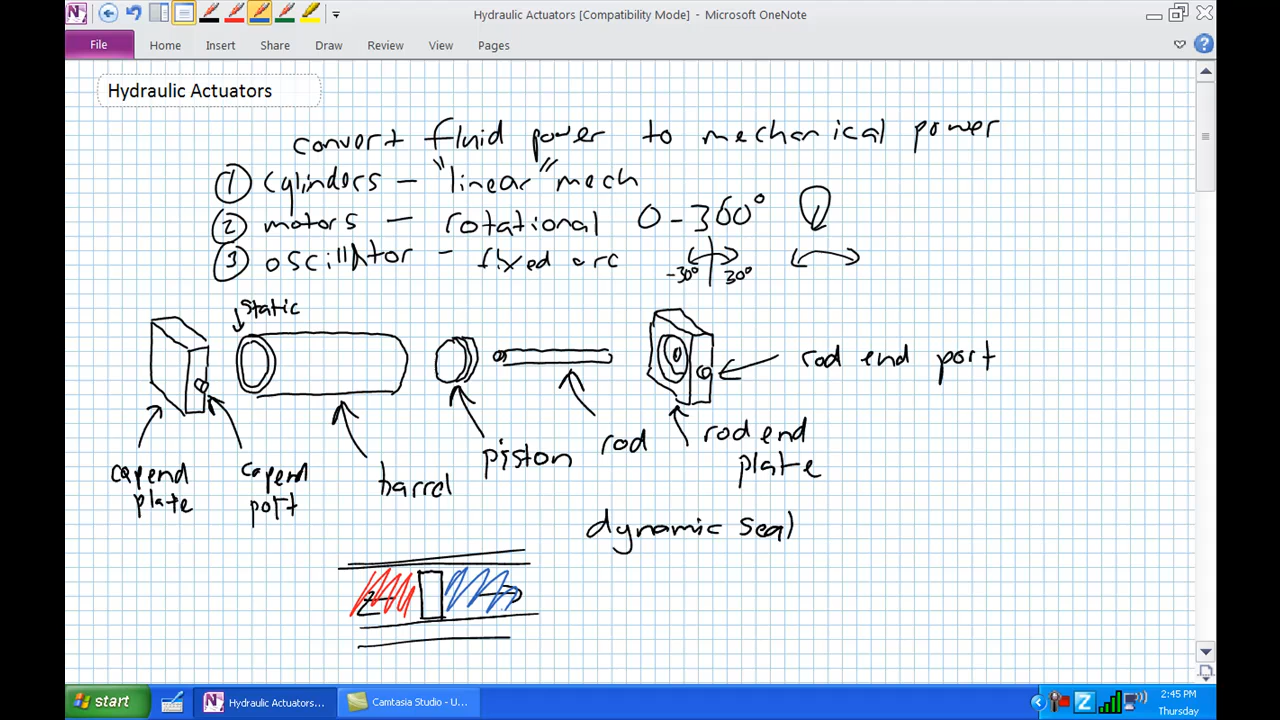 Hydraulic Actuators [Compatibility Mode] - Microsoft OneNote
File Home Insert Share Draw Review View Pages
Hydraulic Actuators
convert fluid power to mechanical power
1 cylinders - "linear" mech
2 motors - rotational 0-360°
3 oscillator - fixed arc
-30° 30°
static
rod end port
capend plate
capend port
barrel
piston
rod
rod end plate
dynamic seal
start
Hydraulic Actuators...
Camtasia Studio - U...
2:45 PM
Thursday